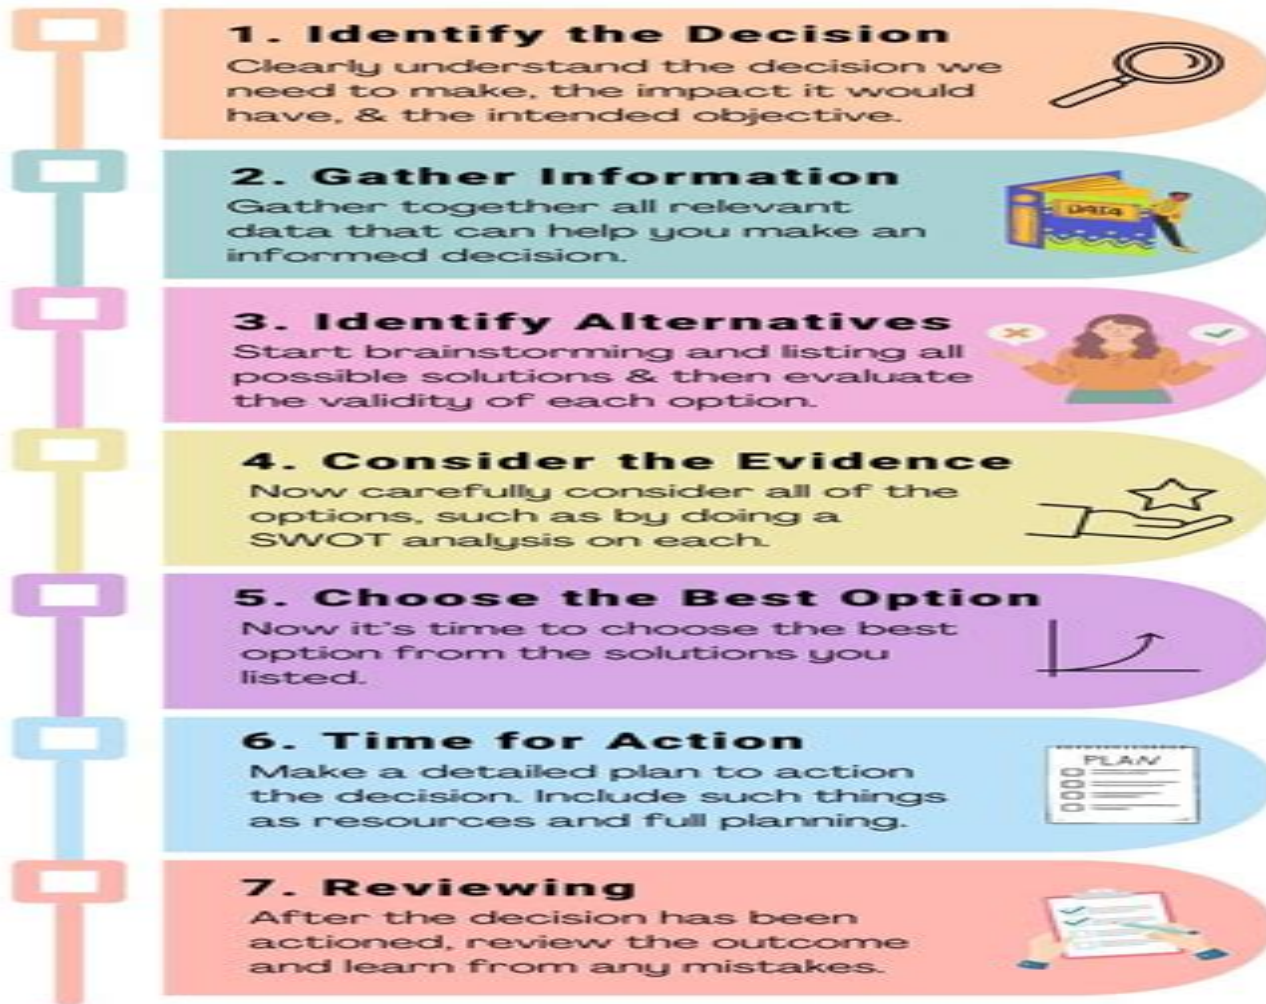 1. Identify the Decision
Clearly understand the decision we
need to make, the impact it would
have, & the intended objective.
2. Gather Information
Gather together all relevant
data that can help you make an
informed decision.
DATA
3. Identify Alternatives
Start brainstorming and listing all
possible solutions & then evaluate
the validity of each option.
4. Consider the Evidence
Now carefully consider all of the
options, such as by doing a
SWOT analysis on each.
5. Choose the Best Option
Now it's time to choose the best
option from the solutions you
listed.
6. Time for Action
Make a detailed plan to action
the decision. Include such things
as resources and full planning.
PLAN
7. Reviewing
After the decision has been
actioned, review the outcome
and learn from any mistakes.